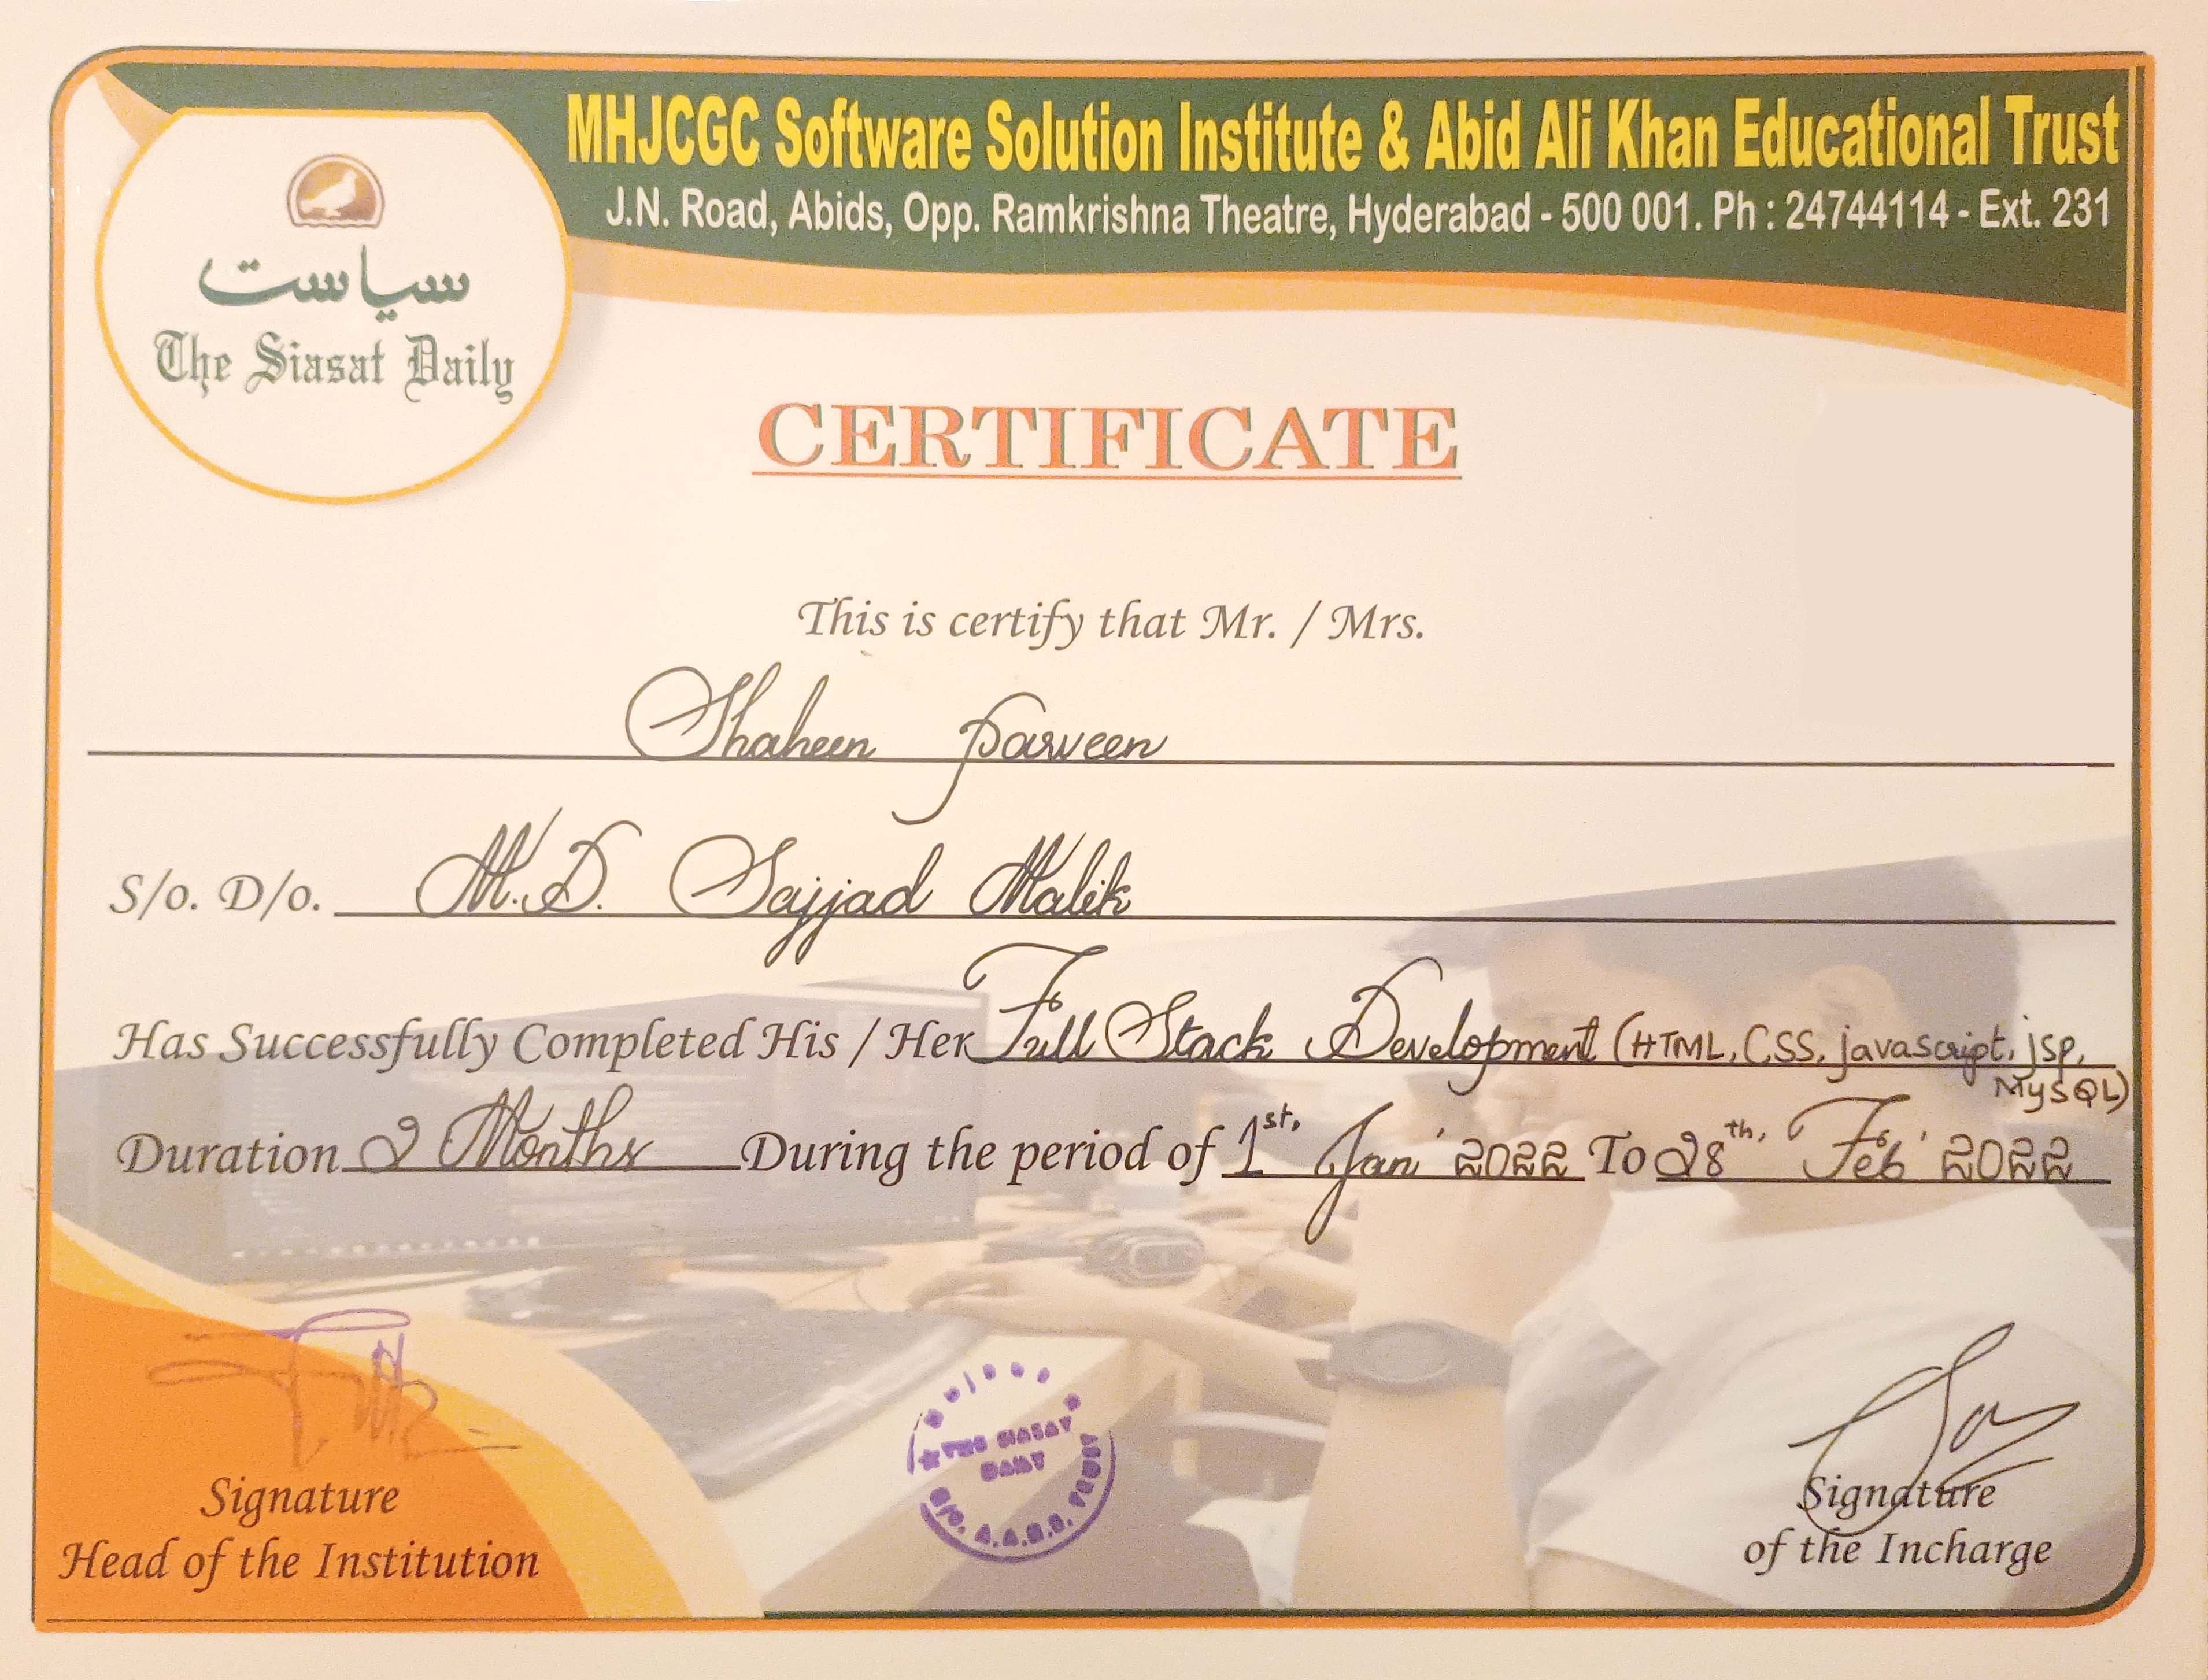 MHJCGC Software Solution Institute & Abid Ali Khan Educational Trust
J.N. Road, Abids, Opp. Ramkrishna Theatre, Hyderabad - 500 001. Ph : 24744114 - Ext. 231
سیاست
The Siasat Daily
CERTIFICATE
This is certify that Mr. / Mrs.
Shaheen Parveen
S/o. D/o. M.D. Sajjad Malik
Has Successfully Completed His / Her Full Stack Development (HTML, CSS, javascript, jsp,
MySQL)
Duration 2 Months During the period of 1st, Jan' 2022 To 28th, Feb' 2022
THE SIASAT
DAILY
Signature
Head of the Institution
Signature
of the Incharge